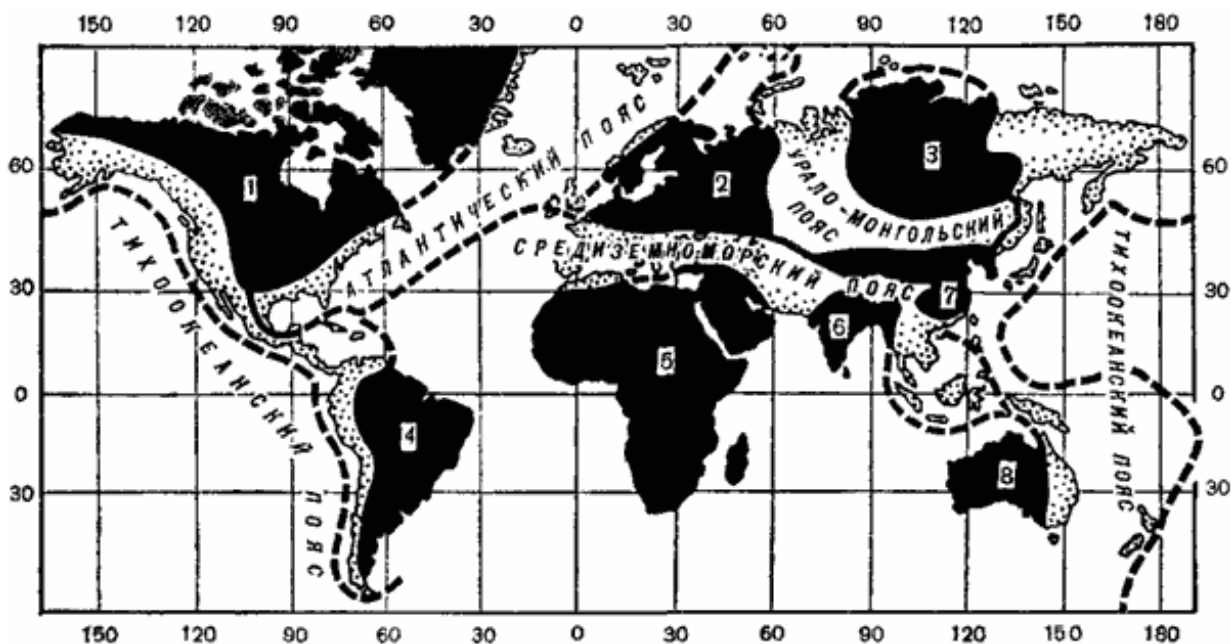 150 120 90 60 30 0 30 60 90 120 150 180
60 60
30 30
0 0
30 30
1
2
3
4
5
6
7
8
ТИХООКЕАНСКИЙ ПОЯС
АТЛАНТИЧЕСКИЙ ПОЯС
СРЕДИЗЕМНОМОРСКИЙ ПОЯС
УРАЛО-МОНГОЛЬСКИЙ
ПОЯС
ТИХООКЕАНСКИЙ ПОЯС
150 120 90 60 30 0 30 60 90 120 150 180